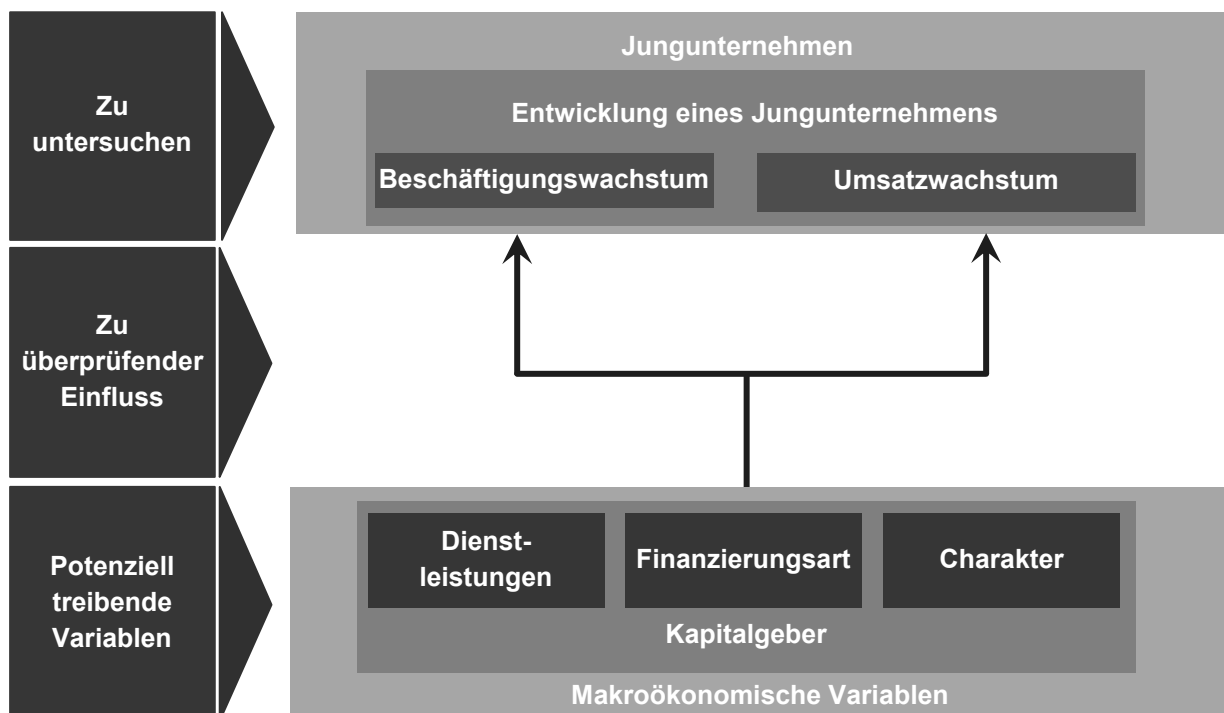 Zu
untersuchen
Jungunternehmen
Entwicklung eines Jungunternehmens
Beschäftigungswachstum
Umsatzwachstum
Zu
überprüfender
Einfluss
Potenziell
treibende
Variablen
Dienst-
leistungen
Finanzierungsart
Charakter
Kapitalgeber
Makroökonomische Variablen